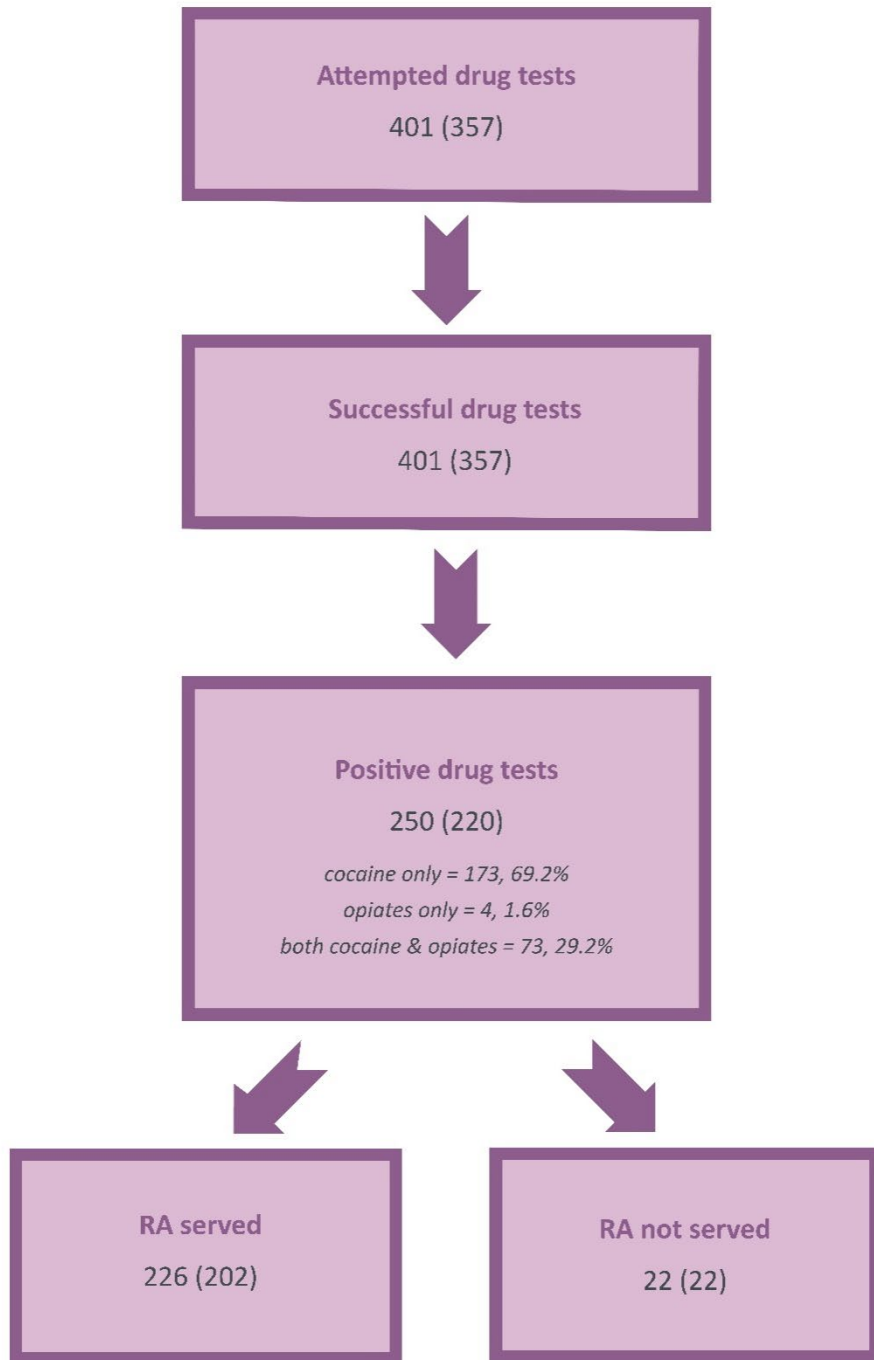 Attempted drug tests
401 (357)
Successful drug tests
401 (357)
Positive drug tests
250 (220)
cocaine only = 173, 69.2%
opiates only = 4, 1.6%
both cocaine & opiates = 73, 29.2%
RA served
226 (202)
RA not served
22 (22)